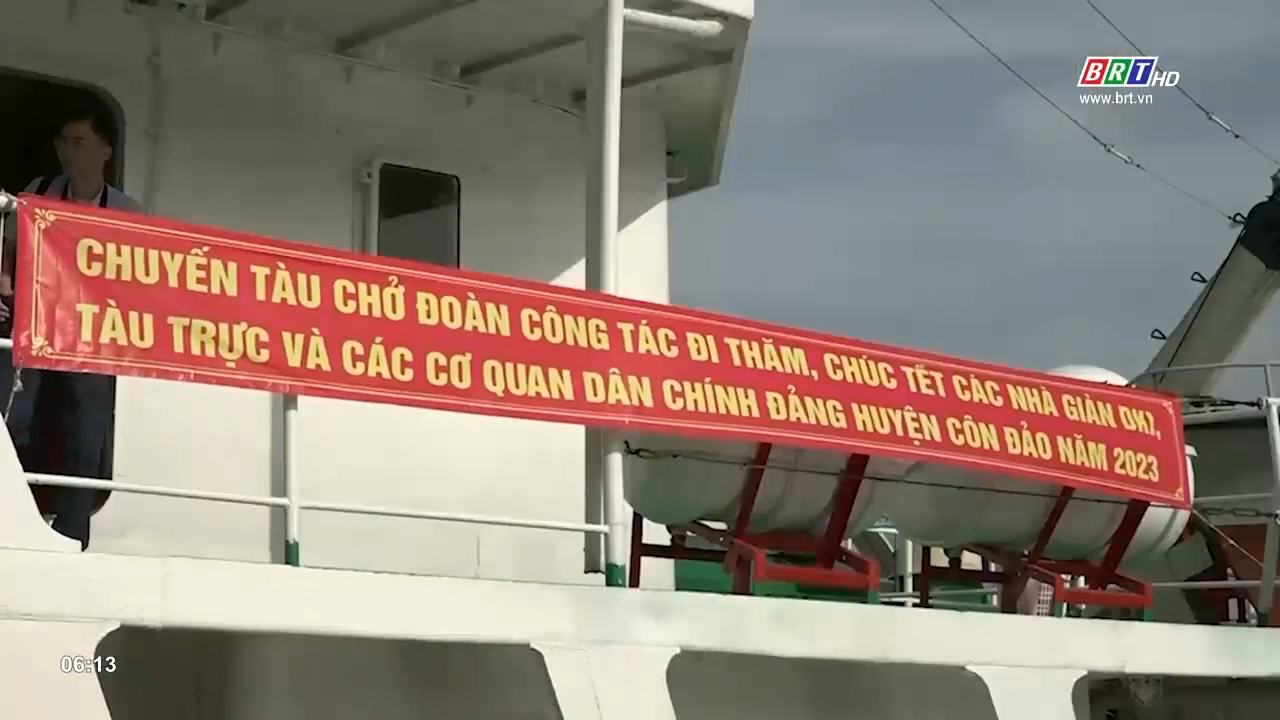 BRT HD
www.brt.vn
CHUYẾN TÀU CHỞ ĐOÀN CÔNG TÁC ĐI THĂM, CHÚC TẾT CÁC NHÀ GIÀN DKI,
TÀU TRỰC VÀ CÁC CƠ QUAN DÂN CHÍNH ĐẢNG HUYỆN CÔN ĐẢO NĂM 2023
06:13